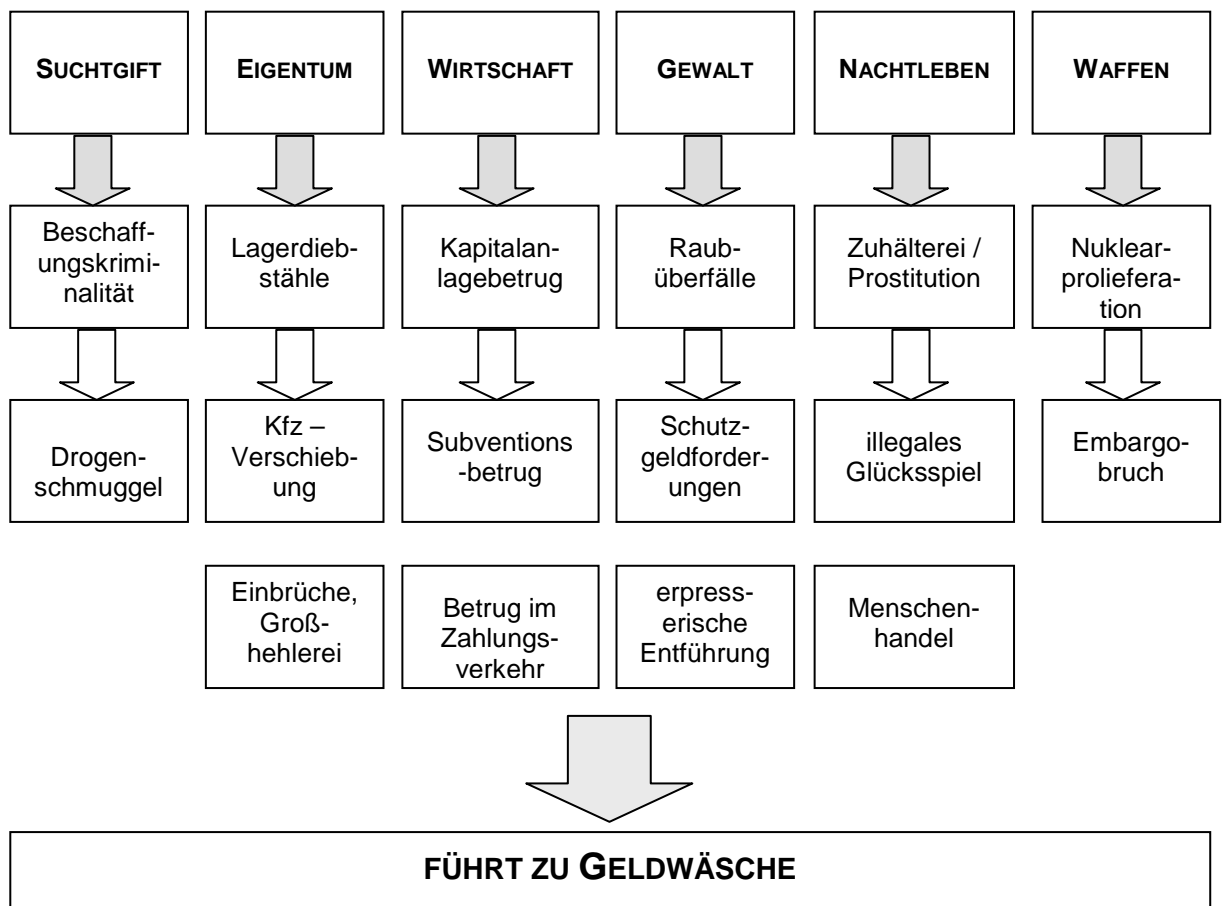 SUCHTGIFT
EIGENTUM
WIRTSCHAFT
GEWALT
NACHTLEBEN
WAFFEN
Beschaff-
ungskrimi-
nalität
Lagerdieb-
stähle
Kapitalan-
lagebetrug
Raub-
überfälle
Zuhälterei /
Prostitution
Nuklear-
proliefera-
tion
Drogen-
schmuggel
Kfz –
Verschieb-
ung
Subventions
-betrug
Schutz-
geldforder-
ungen
illegales
Glücksspiel
Embargo-
bruch
Einbrüche,
Groß-
hehlerei
Betrug im
Zahlungs-
verkehr
erpress-
erische
Entführung
Menschen-
handel
FÜHRT ZU GELDWÄSCHE